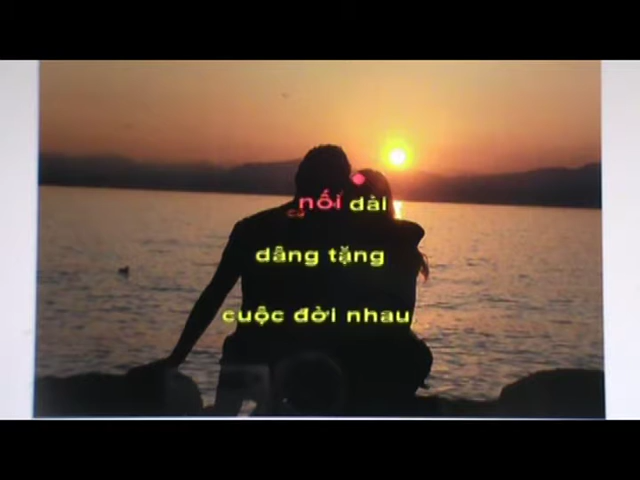 nối dài
dâng tặng
cuộc đời nhau